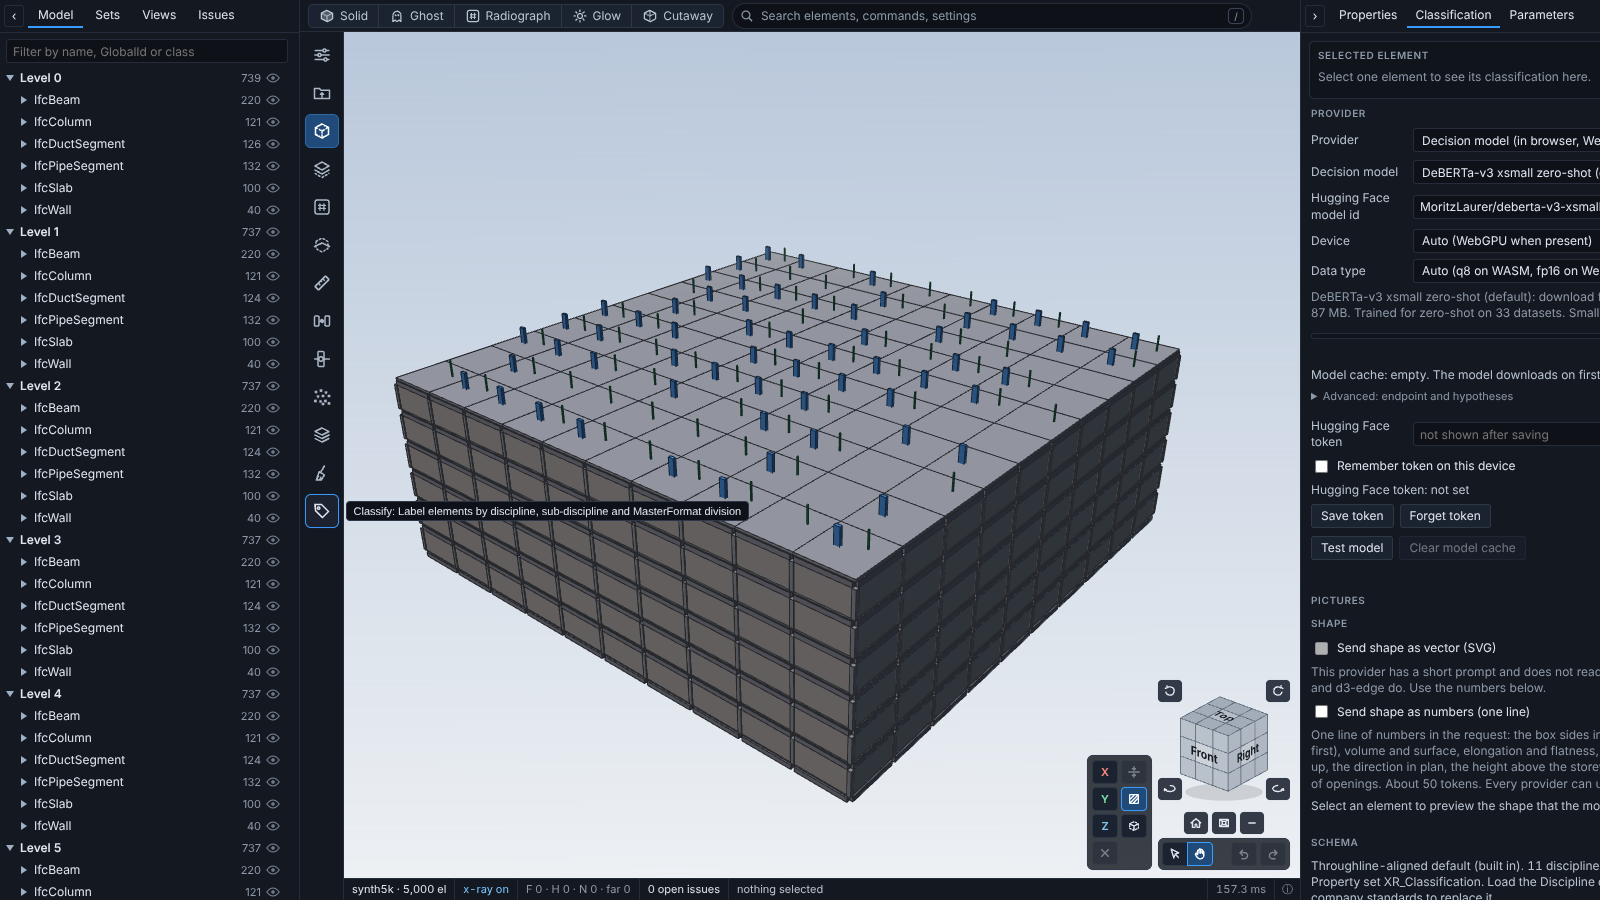 Model Sets Views Issues
Filter by name, GlobalId or class
Level 0 739
IfcBeam 220
IfcColumn 121
IfcDuctSegment 126
IfcPipeSegment 132
IfcSlab 100
IfcWall 40
Level 1 737
IfcBeam 220
IfcColumn 121
IfcDuctSegment 124
IfcPipeSegment 132
IfcSlab 100
IfcWall 40
Level 2 737
IfcBeam 220
IfcColumn 121
IfcDuctSegment 124
IfcPipeSegment 132
IfcSlab 100
IfcWall 40
Level 3 737
IfcBeam 220
IfcColumn 121
IfcDuctSegment 124
IfcPipeSegment 132
IfcSlab 100
IfcWall 40
Level 4 737
IfcBeam 220
IfcColumn 121
IfcDuctSegment 124
IfcPipeSegment 132
IfcSlab 100
IfcWall 40
Level 5 737
IfcBeam 220
IfcColumn 121
Solid Ghost Radiograph Glow Cutaway
Search elements, commands, settings /
Classify: Label elements by discipline, sub-discipline and MasterFormat division
Top
Front
Right
X
Y
Z
synth5k · 5,000 el x-ray on F 0 · H 0 · N 0 · far 0 0 open issues nothing selected 157.3 ms
Properties Classification Parameters
SELECTED ELEMENT
Select one element to see its classification here.
PROVIDER
Provider Decision model (in browser, We
Decision model DeBERTa-v3 xsmall zero-shot (
Hugging Face
model id MoritzLaurer/deberta-v3-xsmall
Device Auto (WebGPU when present)
Data type Auto (q8 on WASM, fp16 on We
DeBERTa-v3 xsmall zero-shot (default): download
87 MB. Trained for zero-shot on 33 datasets. Small
Model cache: empty. The model downloads on first
Advanced: endpoint and hypotheses
Hugging Face
token not shown after saving
Remember token on this device
Hugging Face token: not set
Save token Forget token
Test model Clear model cache
PICTURES
SHAPE
Send shape as vector (SVG)
This provider has a short prompt and does not read
and d3-edge do. Use the numbers below.
Send shape as numbers (one line)
One line of numbers in the request: the box sides in
first), volume and surface, elongation and flatness,
up, the direction in plan, the height above the store
of openings. About 50 tokens. Every provider can u
Select an element to preview the shape that the mo
SCHEMA
Throughline-aligned default (built in). 11 discipline
Property set XR_Classification. Load the Discipline
company standards to replace it